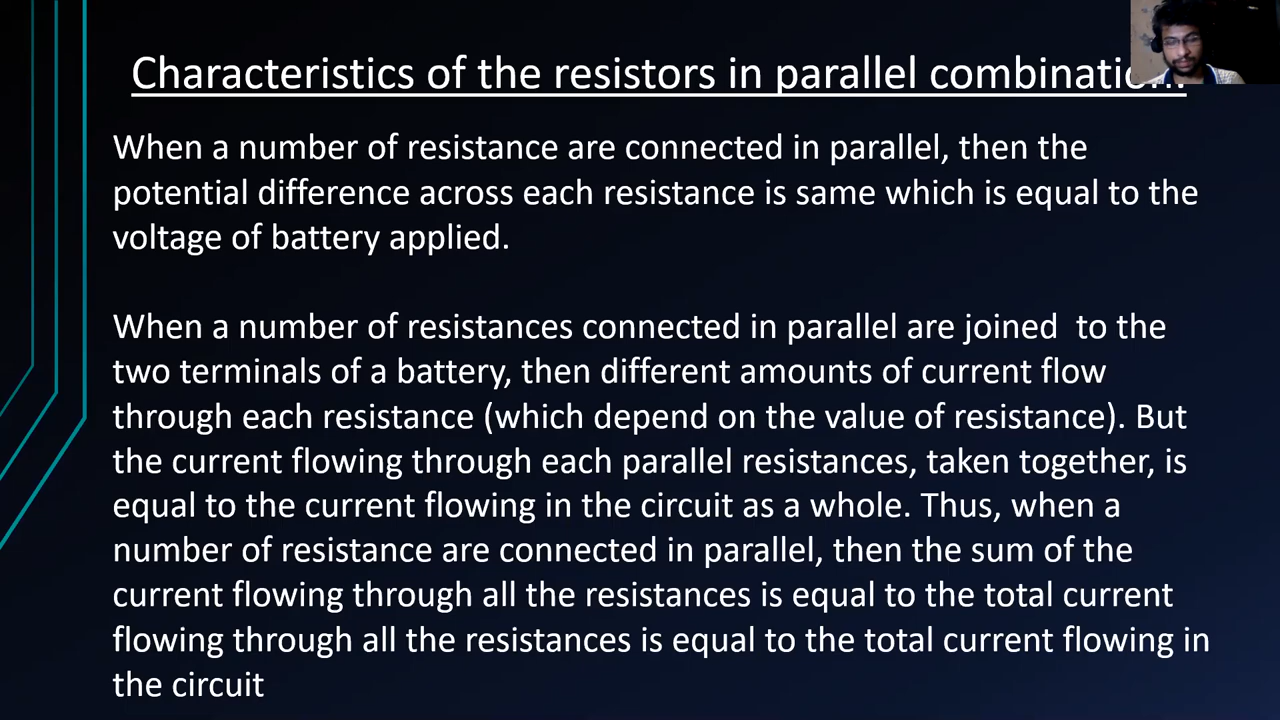 Characteristics of the resistors in parallel
When a number of resistance are connected in parallel, then the
potential difference across each resistance is same which is equal to the
voltage of battery applied.
When a number of resistances connected in parallel are joined  to the
two terminals of a battery, then different amounts of current flow
through each resistance (which depend on the value of resistance). But
the current flowing through each parallel resistances, taken together, is
equal to the current flowing in the circuit as a whole. Thus, when a
number of resistance are connected in parallel, then the sum of the
current flowing through all the resistances is equal to the total current
flowing through all the resistances is equal to the total current flowing in
the circuit